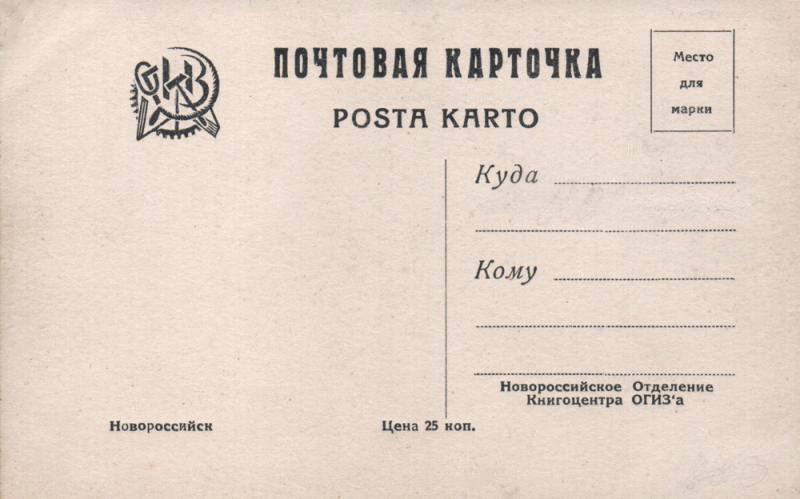 ПОЧТОВАЯ КАРТОЧКА
POSTA KARTO
Место
для
марки
Куда
Кому
Новороссийское Отделение
Книгоцентра ОГИЗ‘а
Новороссийск
Цена 25 коп.